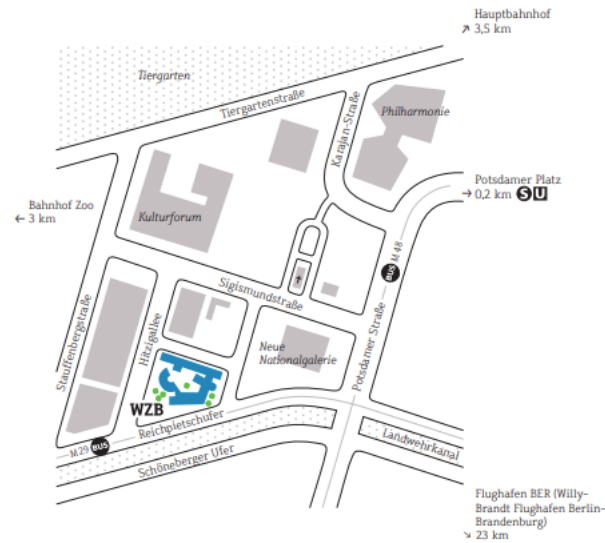 Hauptbahnhof
↗ 3,5 km
Tiergarten
Tiergartenstraße
Karajan-Straße
Philharmonie
Potsdamer Platz
→ 0,2 km S U
Bahnhof Zoo
← 3 km
Kulturforum
BUS M 48
Sigismundstraße
Stauffenbergstraße
Hitzigallee
Neue
Nationalgalerie
Potsdamer Straße
WZB
Reichpietschufer
M 29 BUS
Landwehrkanal
Schöneberger Ufer
Flughafen BER (Willy-
Brandt Flughafen Berlin-
Brandenburg)
↘ 23 km